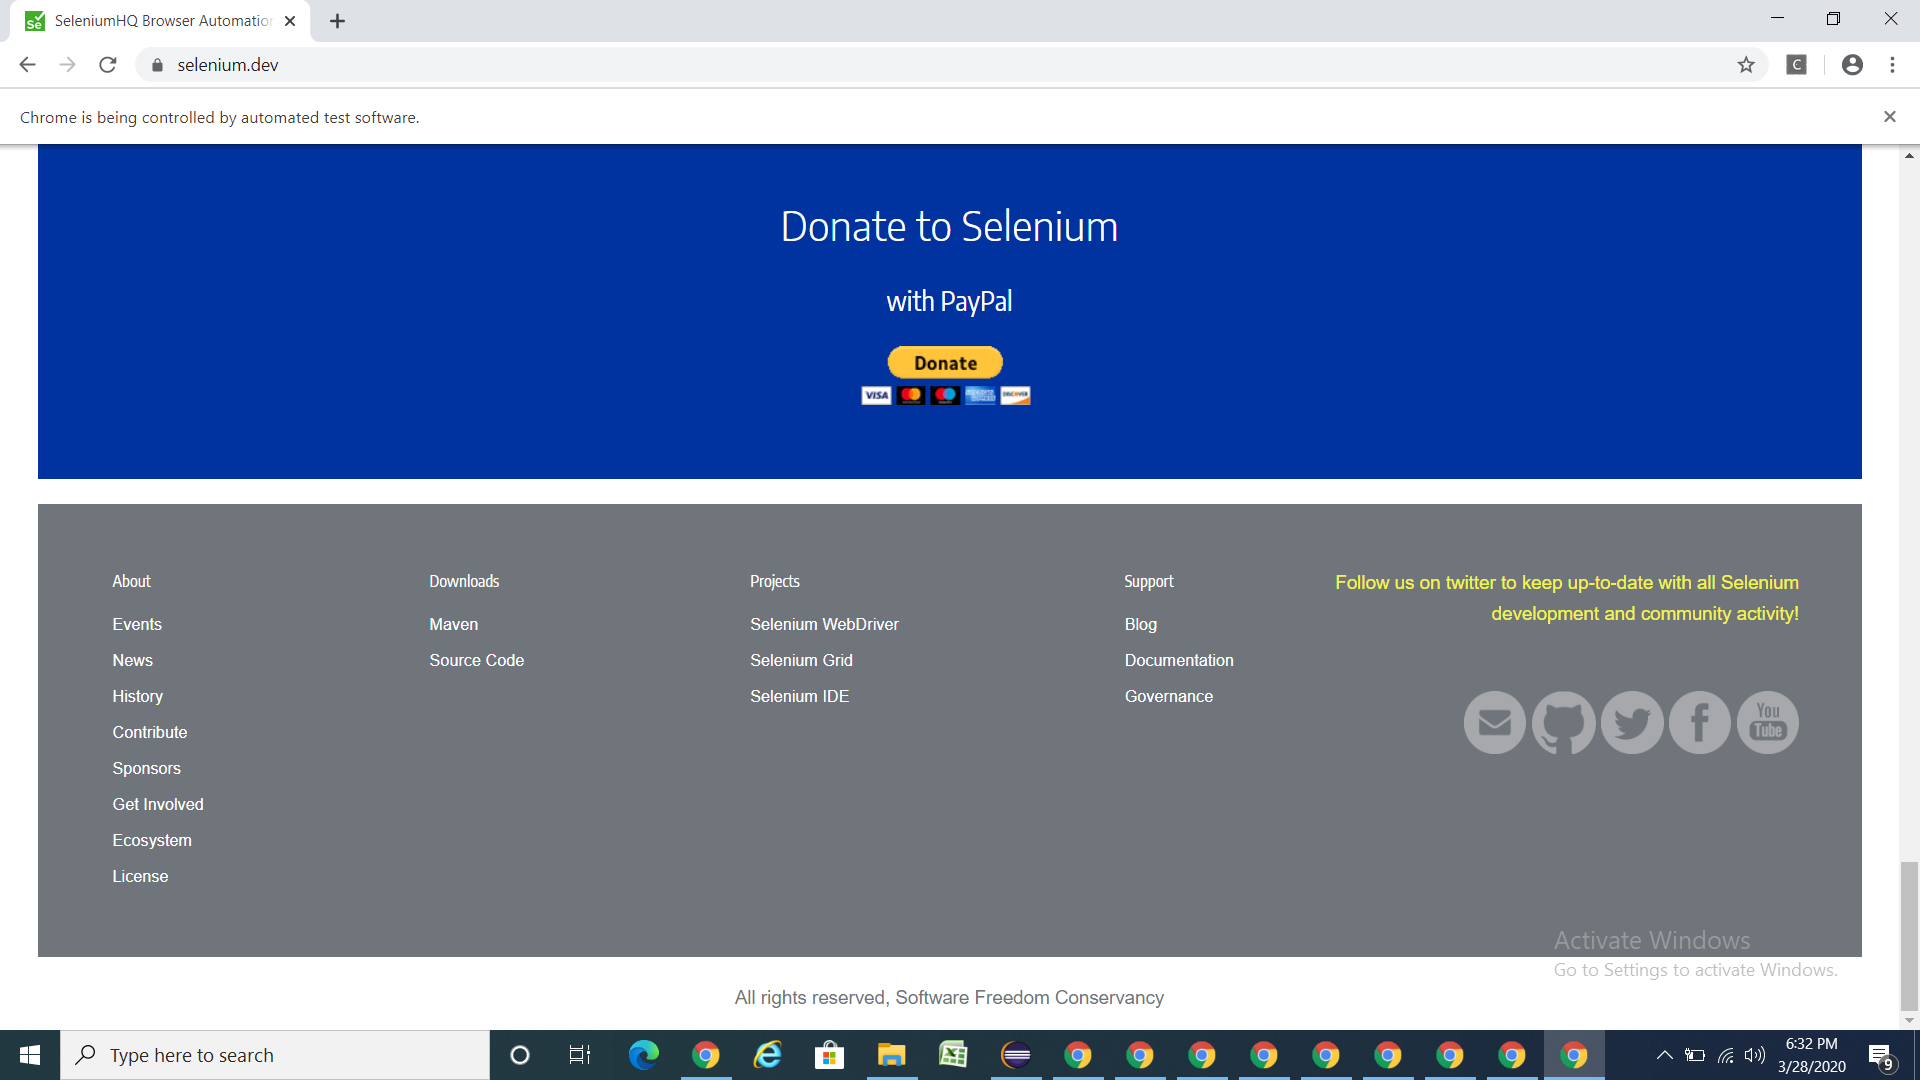 Se SeleniumHQ Browser Automation
selenium.dev
C
Chrome is being controlled by automated test software.
Donate to Selenium
with PayPal
Donate
VISA DISCOVER
About
Events
News
History
Contribute
Sponsors
Get Involved
Ecosystem
License
Downloads
Maven
Source Code
Projects
Selenium WebDriver
Selenium Grid
Selenium IDE
Support
Blog
Documentation
Governance
Follow us on twitter to keep up-to-date with all Selenium
development and community activity!
You
Tube
Activate Windows
Go to Settings to activate Windows.
All rights reserved, Software Freedom Conservancy
Type here to search
6:32 PM
3/28/2020
9